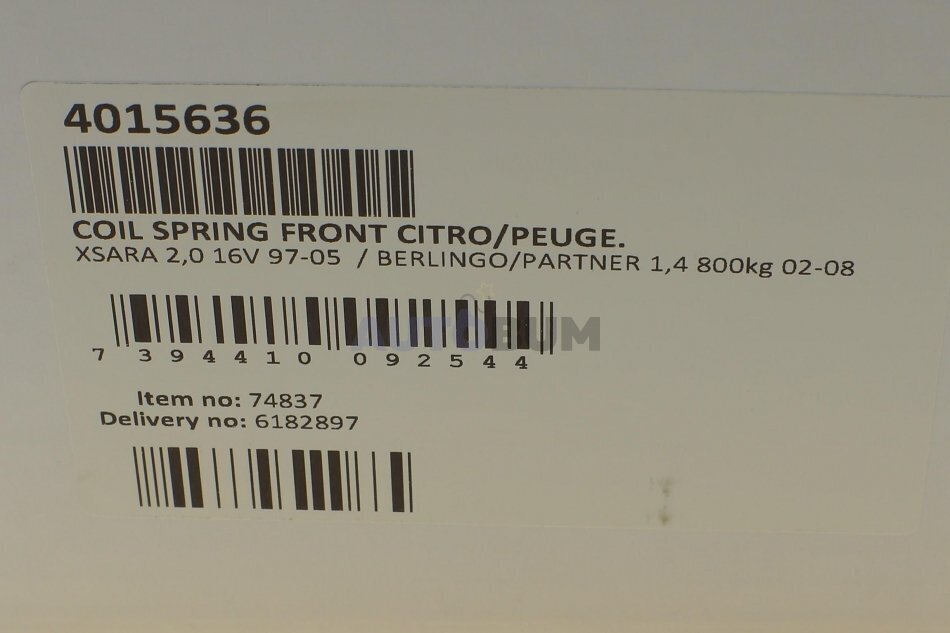 4015636
COIL SPRING FRONT CITRO/PEUGE.
XSARA 2,0 16V 97-05 / BERLINGO/PARTNER 1,4 800kg 02-08
AUTOBUM
7 394410 092544
Item no: 74837
Delivery no: 6182897